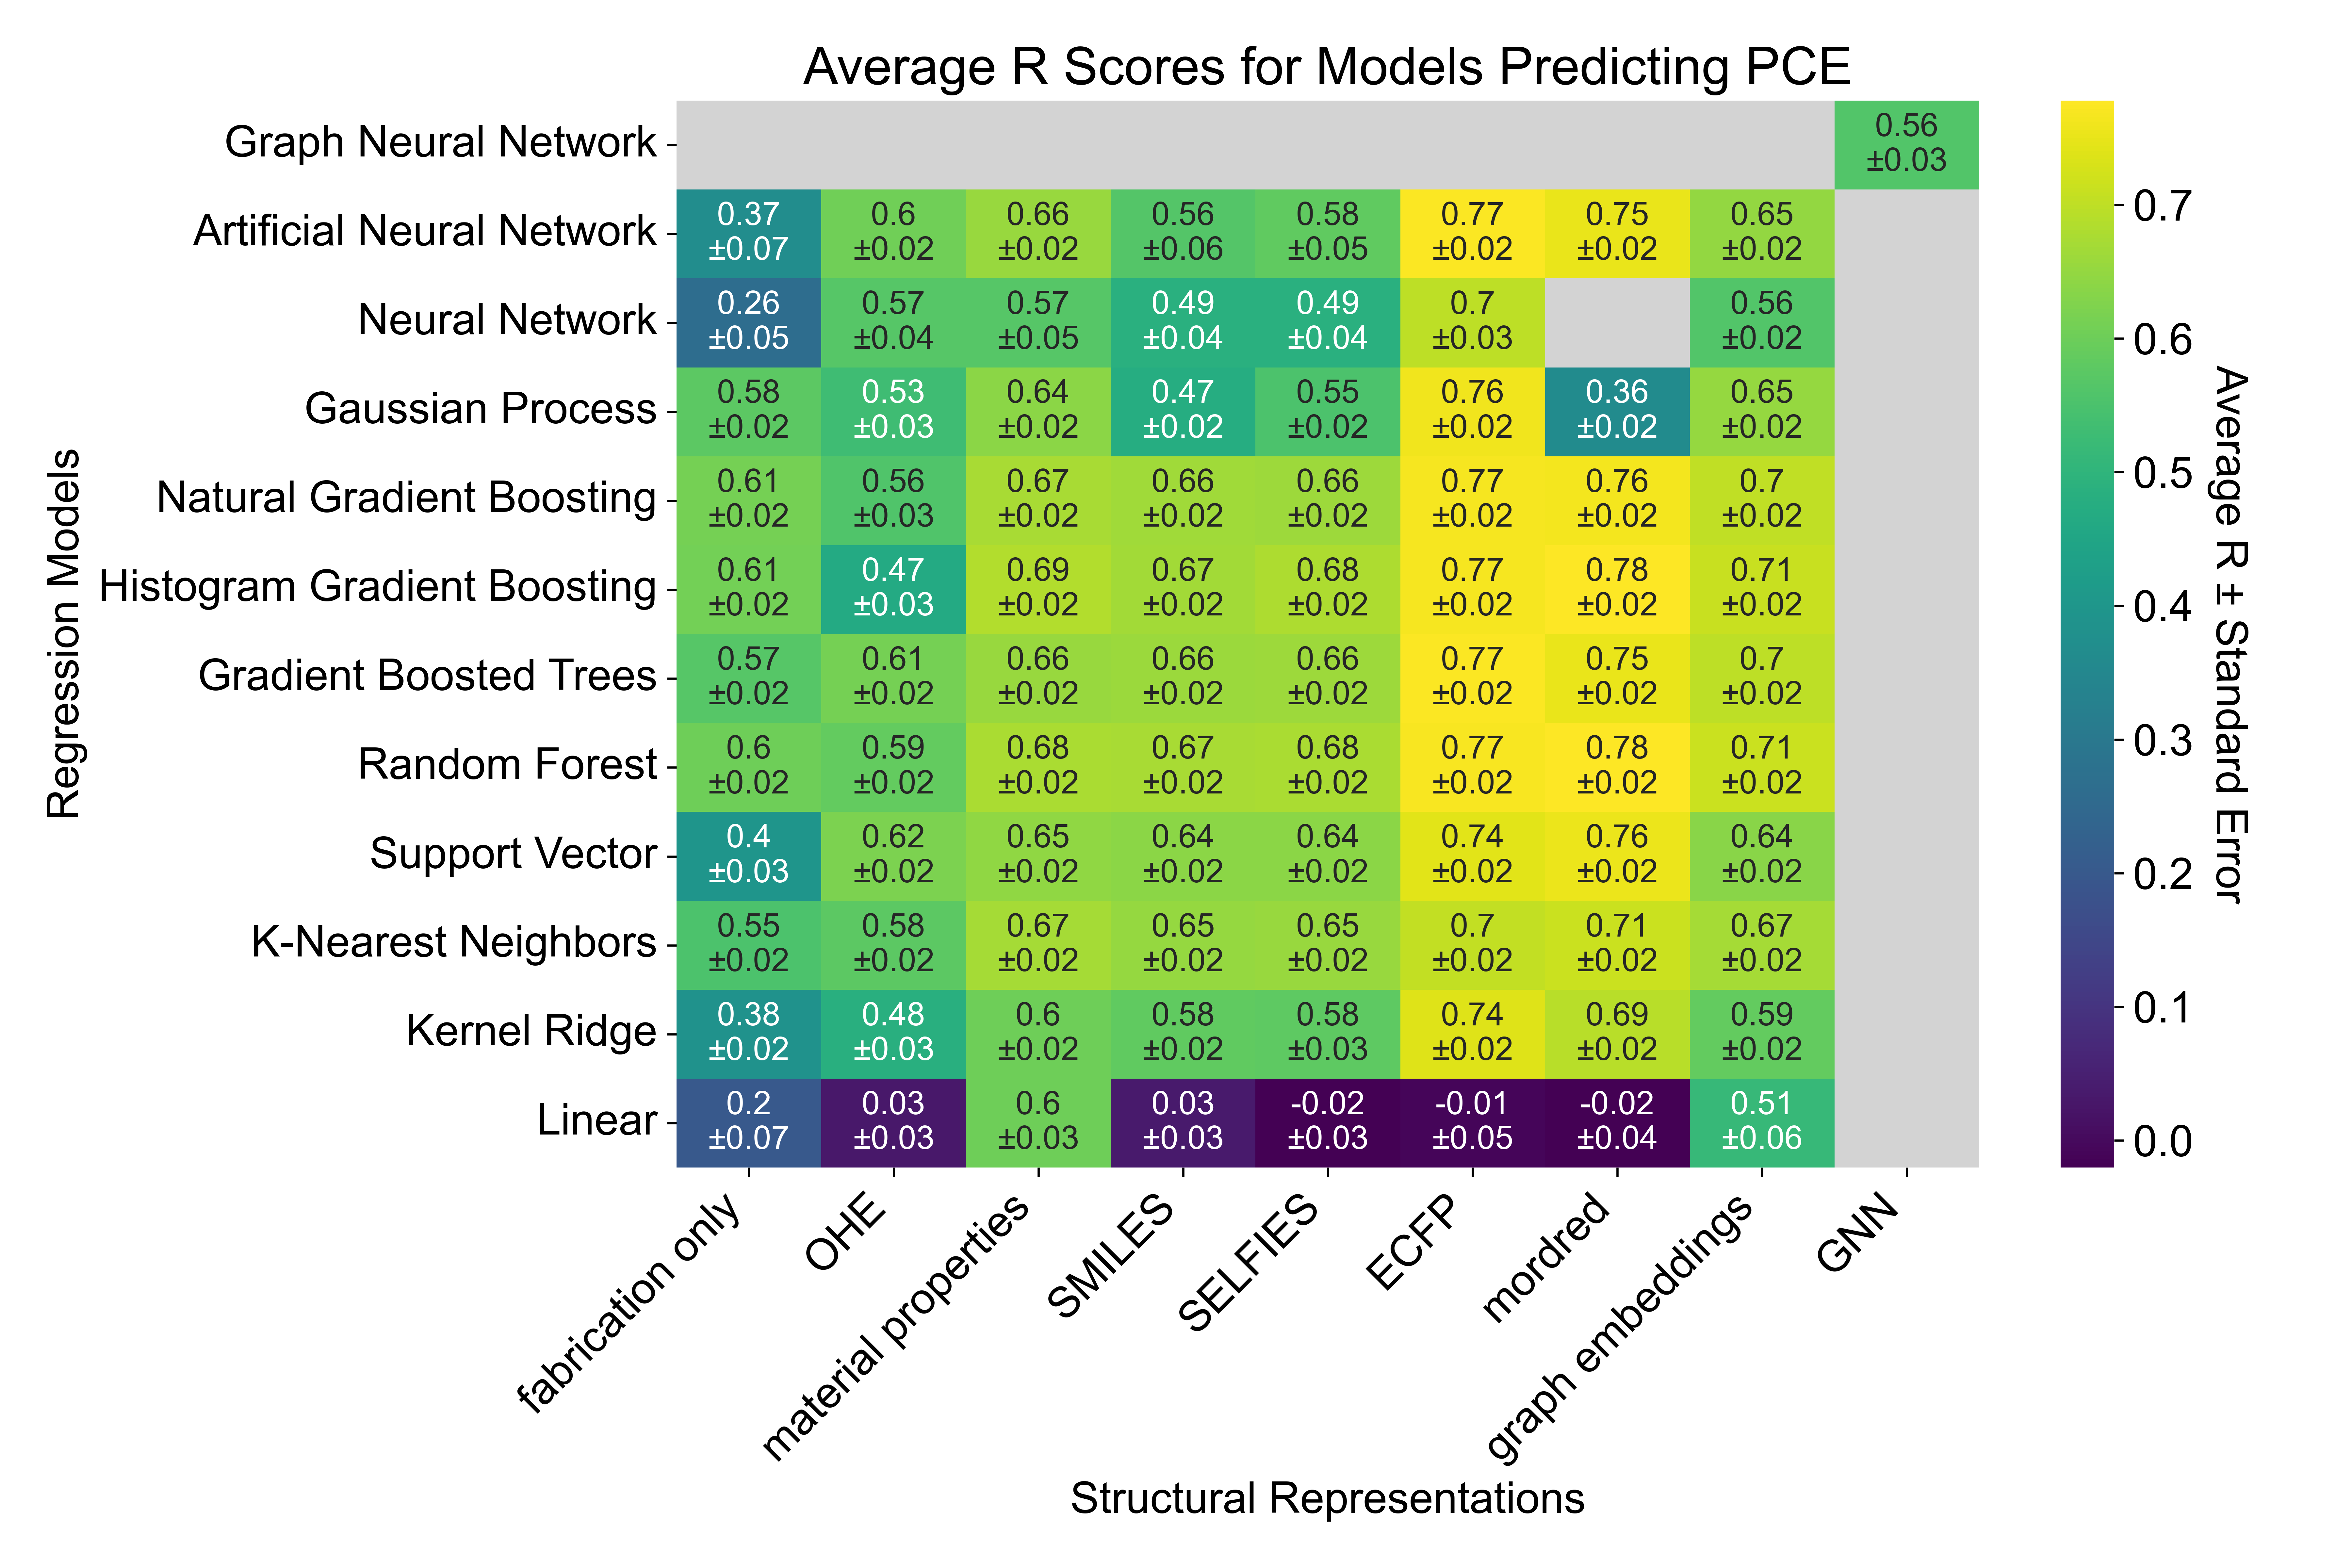 Average R Scores for Models Predicting PCE
Regression Models
Graph Neural Network
0.56
±0.03
Artificial Neural Network
0.37 0.6 0.66 0.56 0.58 0.77 0.75 0.65
±0.07 ±0.02 ±0.02 ±0.06 ±0.05 ±0.02 ±0.02 ±0.02
Neural Network
0.26 0.57 0.57 0.49 0.49 0.7 0.56
±0.05 ±0.04 ±0.05 ±0.04 ±0.04 ±0.03 ±0.02
Gaussian Process
0.58 0.53 0.64 0.47 0.55 0.76 0.36 0.65
±0.02 ±0.03 ±0.02 ±0.02 ±0.02 ±0.02 ±0.02 ±0.02
Natural Gradient Boosting
0.61 0.56 0.67 0.66 0.66 0.77 0.76 0.7
±0.02 ±0.03 ±0.02 ±0.02 ±0.02 ±0.02 ±0.02 ±0.02
Histogram Gradient Boosting
0.61 0.47 0.69 0.67 0.68 0.77 0.78 0.71
±0.02 ±0.03 ±0.02 ±0.02 ±0.02 ±0.02 ±0.02 ±0.02
Gradient Boosted Trees
0.57 0.61 0.66 0.66 0.66 0.77 0.75 0.7
±0.02 ±0.02 ±0.02 ±0.02 ±0.02 ±0.02 ±0.02 ±0.02
Random Forest
0.6 0.59 0.68 0.67 0.68 0.77 0.78 0.71
±0.02 ±0.02 ±0.02 ±0.02 ±0.02 ±0.02 ±0.02 ±0.02
Support Vector
0.4 0.62 0.65 0.64 0.64 0.74 0.76 0.64
±0.03 ±0.02 ±0.02 ±0.02 ±0.02 ±0.02 ±0.02 ±0.02
K-Nearest Neighbors
0.55 0.58 0.67 0.65 0.65 0.7 0.71 0.67
±0.02 ±0.02 ±0.02 ±0.02 ±0.02 ±0.02 ±0.02 ±0.02
Kernel Ridge
0.38 0.48 0.6 0.58 0.58 0.74 0.69 0.59
±0.02 ±0.03 ±0.02 ±0.02 ±0.03 ±0.02 ±0.02 ±0.02
Linear
0.2 0.03 0.6 0.03 -0.02 -0.01 -0.02 0.51
±0.07 ±0.03 ±0.03 ±0.03 ±0.03 ±0.05 ±0.04 ±0.06
fabrication only
OHE
material properties
SMILES
SELFIES
ECFP
mordred
graph embeddings
GNN
Structural Representations
0.7
0.6
0.5
0.4
0.3
0.2
0.1
0.0
Average R ± Standard Error